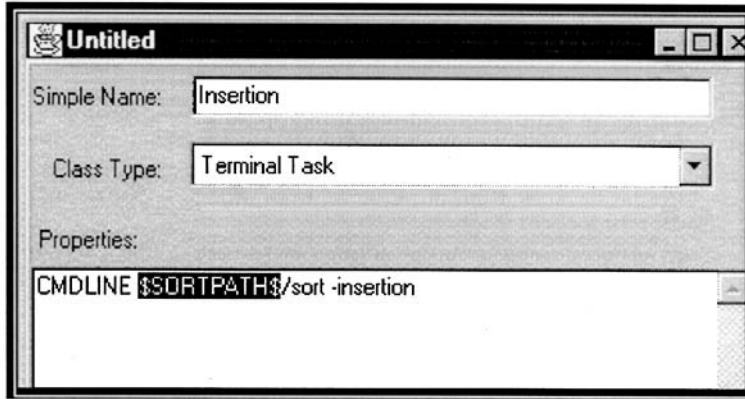 Untitled
Simple Name: Insertion
Class Type: Terminal Task
Properties:
CMDLINE $SORTPATH$/sort -insertion